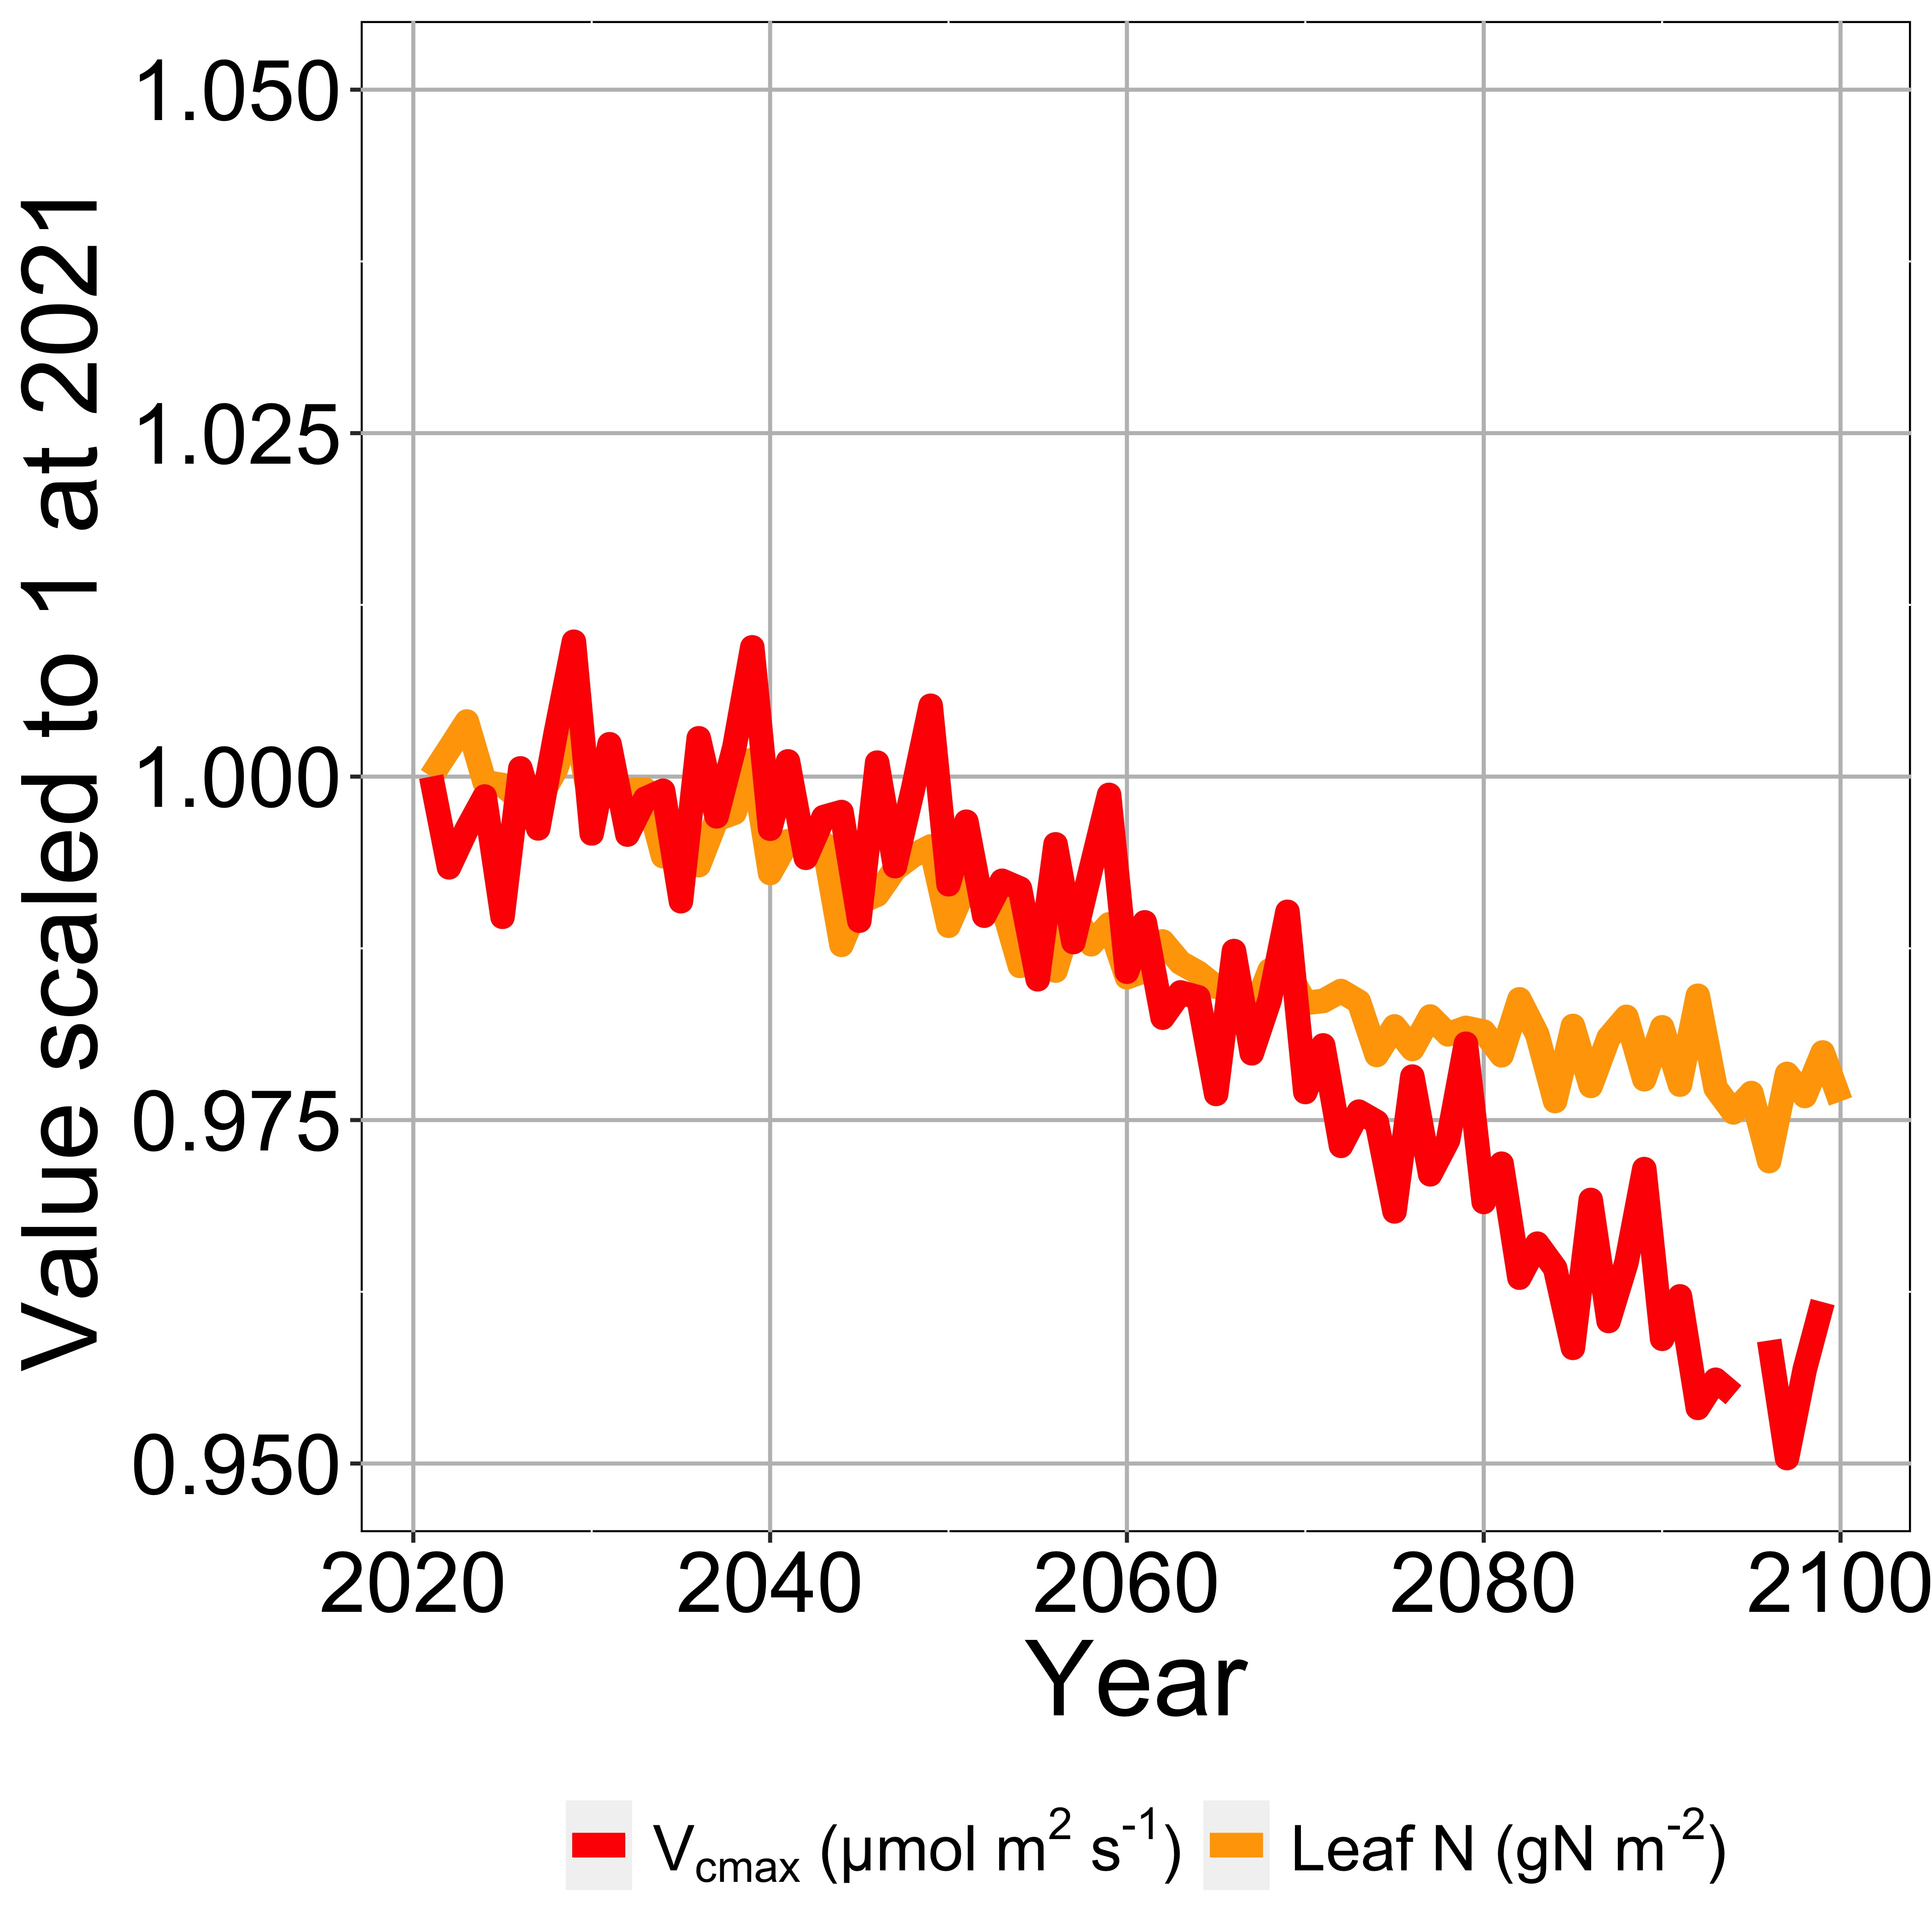 Value scaled to 1 at 2021
1.050
1.025
1.000
0.975
0.950
2020 2040 2060 2080 2100
Year
Vcmax (μmol m² s⁻¹) Leaf N (gN m⁻²)